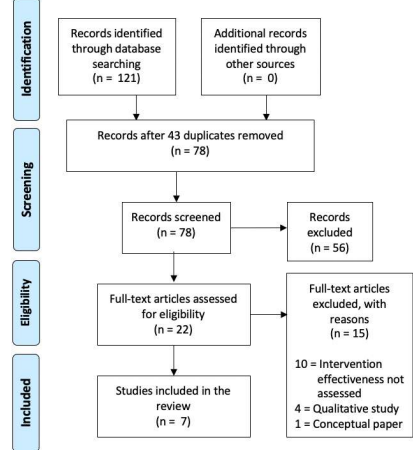 Identification
Records identified
through database
searching
(n = 121)
Additional records
identified through
other sources
(n = 0)
Records after 43 duplicates removed
(n = 78)
Screening
Records screened
(n = 78)
Records
excluded
(n = 56)
Eligibility
Full-text articles assessed
for eligibility
(n = 22)
Full-text articles
excluded, with
reasons
(n = 15)
10 = Intervention
effectiveness not
assessed
4 = Qualitative study
1 = Conceptual paper
Included
Studies included in the
review
(n = 7)